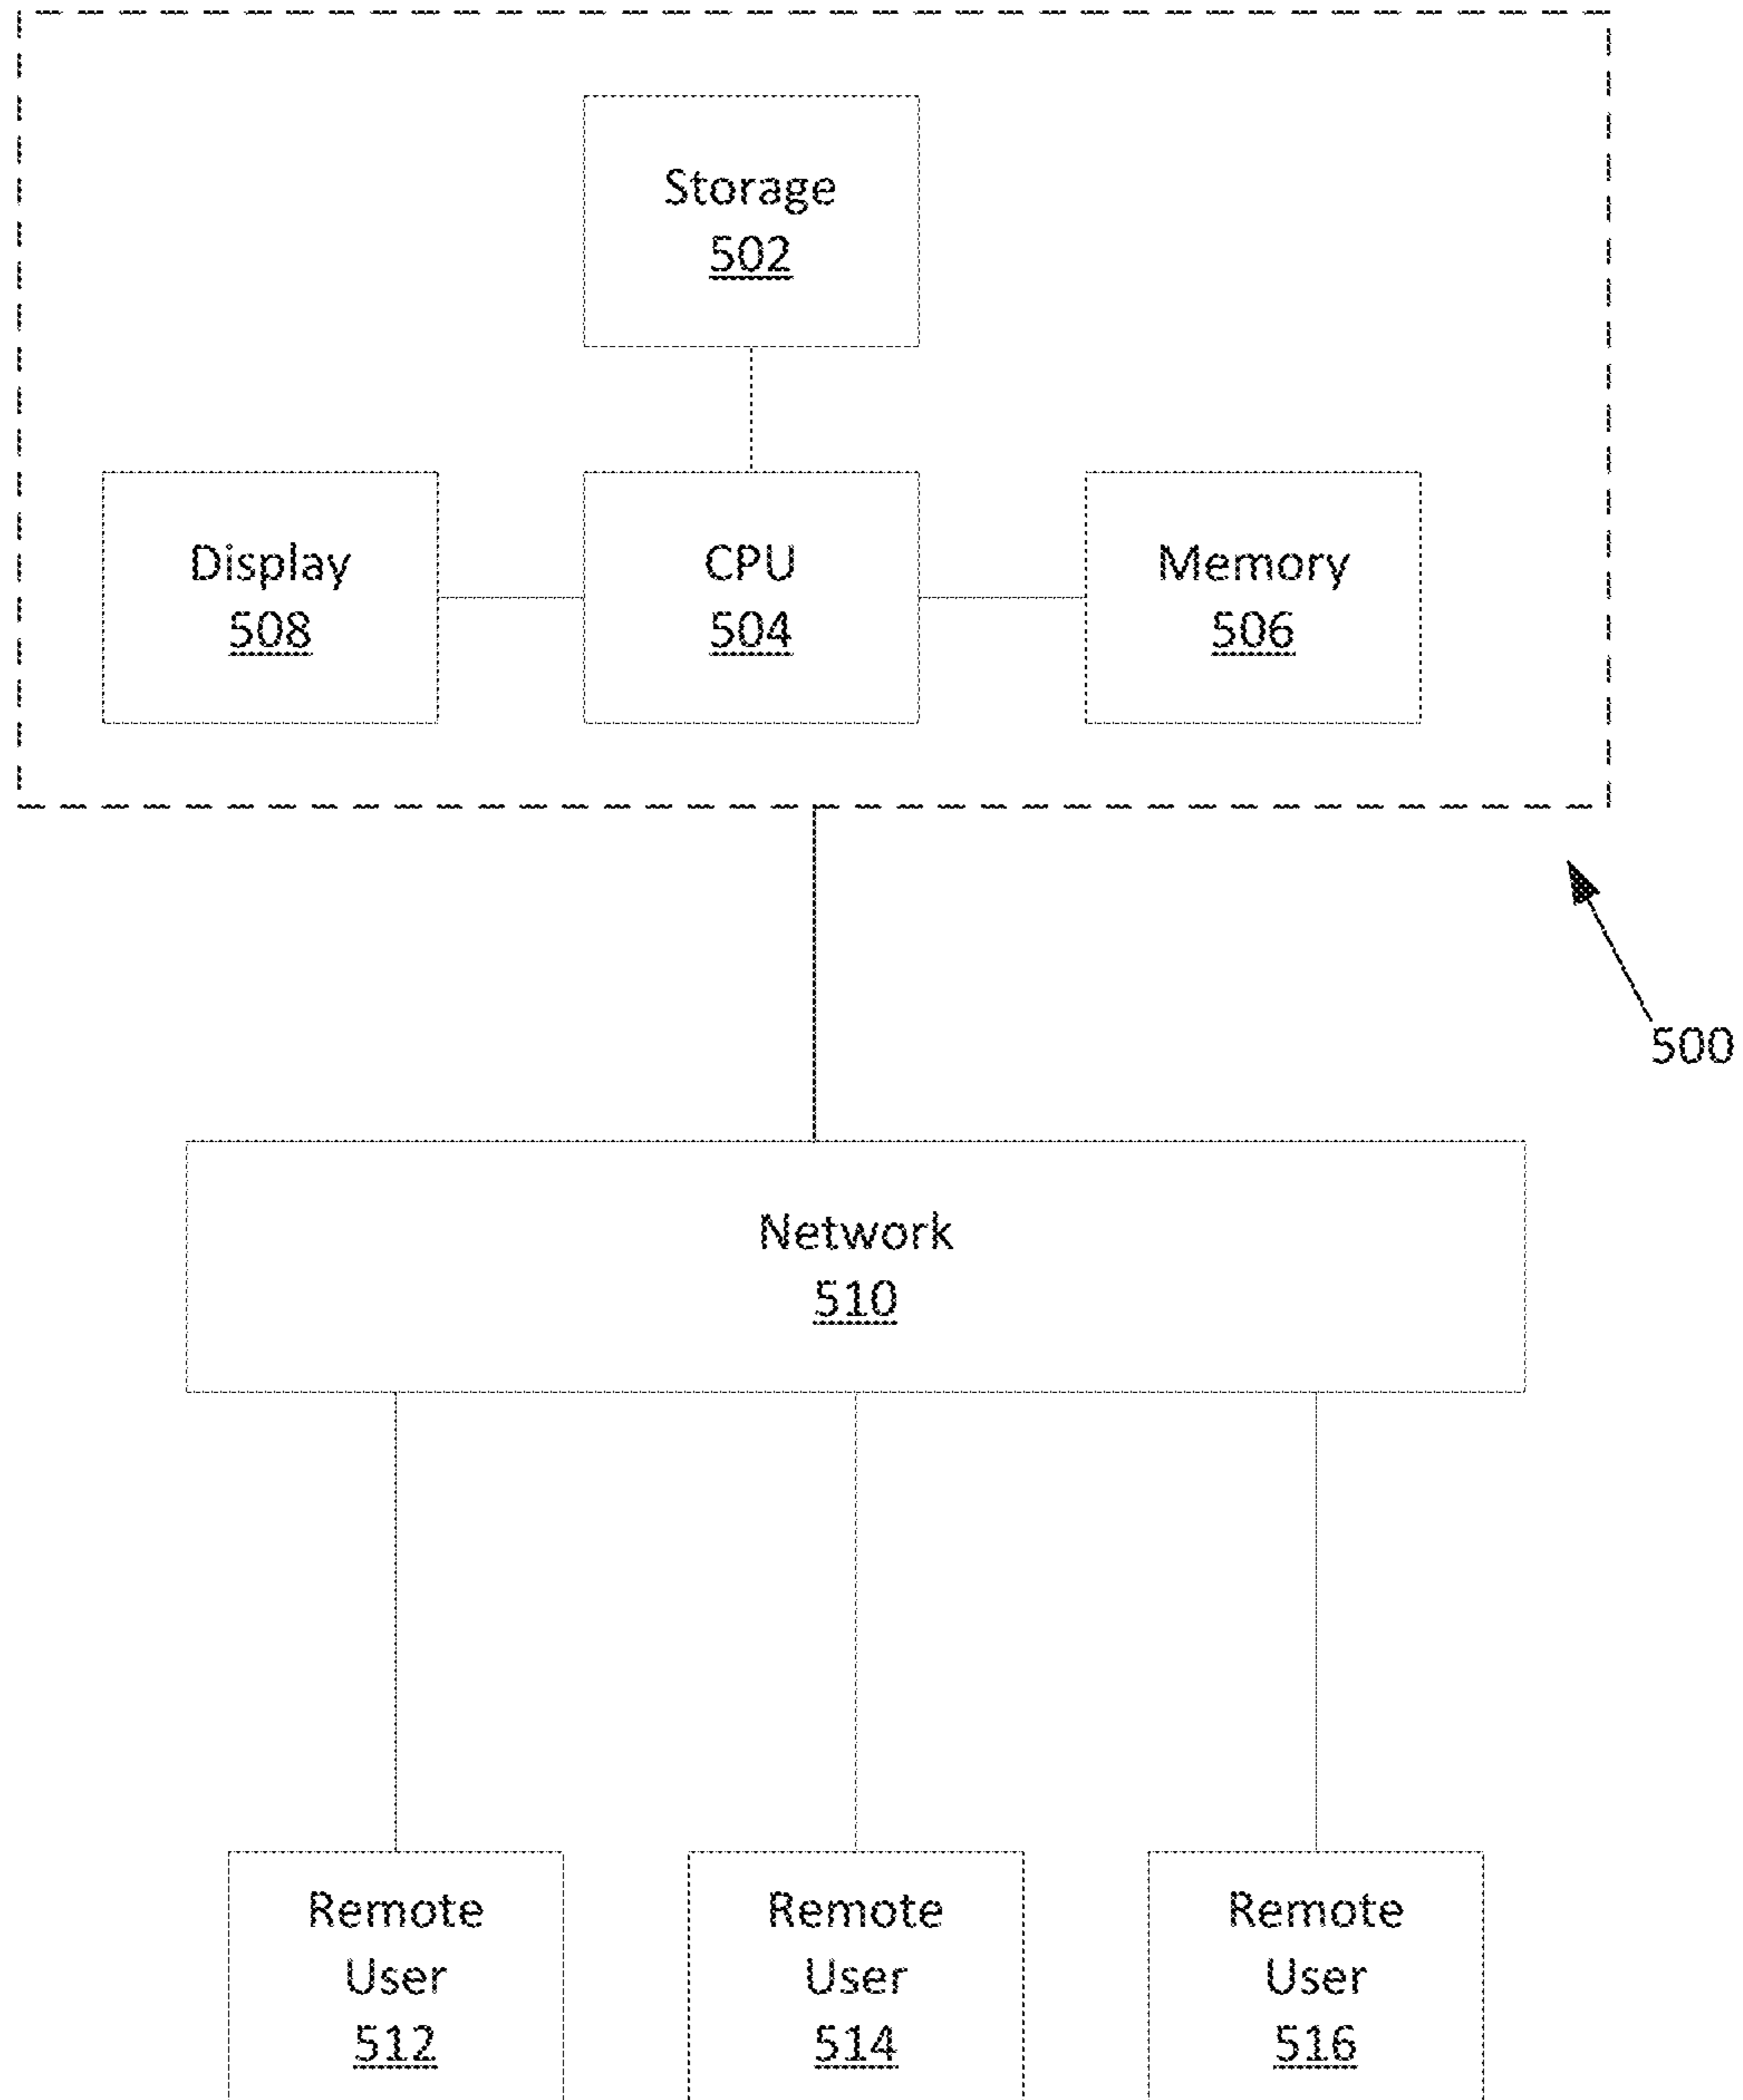 Storage
502
Display
508
CPU
504
Memory
506
500
Network
510
Remote
User
512
Remote
User
514
Remote
User
516